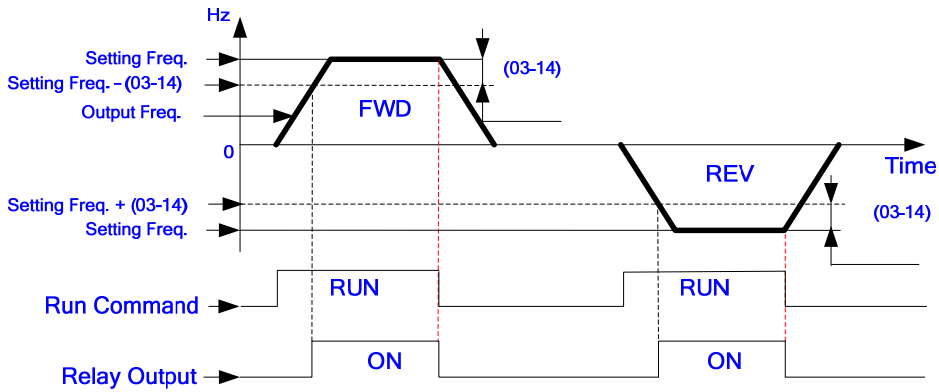 Hz
Setting Freq.
Setting Freq. – (03-14)
(03-14)
Output Freq.
FWD
0
Time
REV
Setting Freq. + (03-14)
(03-14)
Setting Freq.
Run Command
RUN
RUN
Relay Output
ON
ON